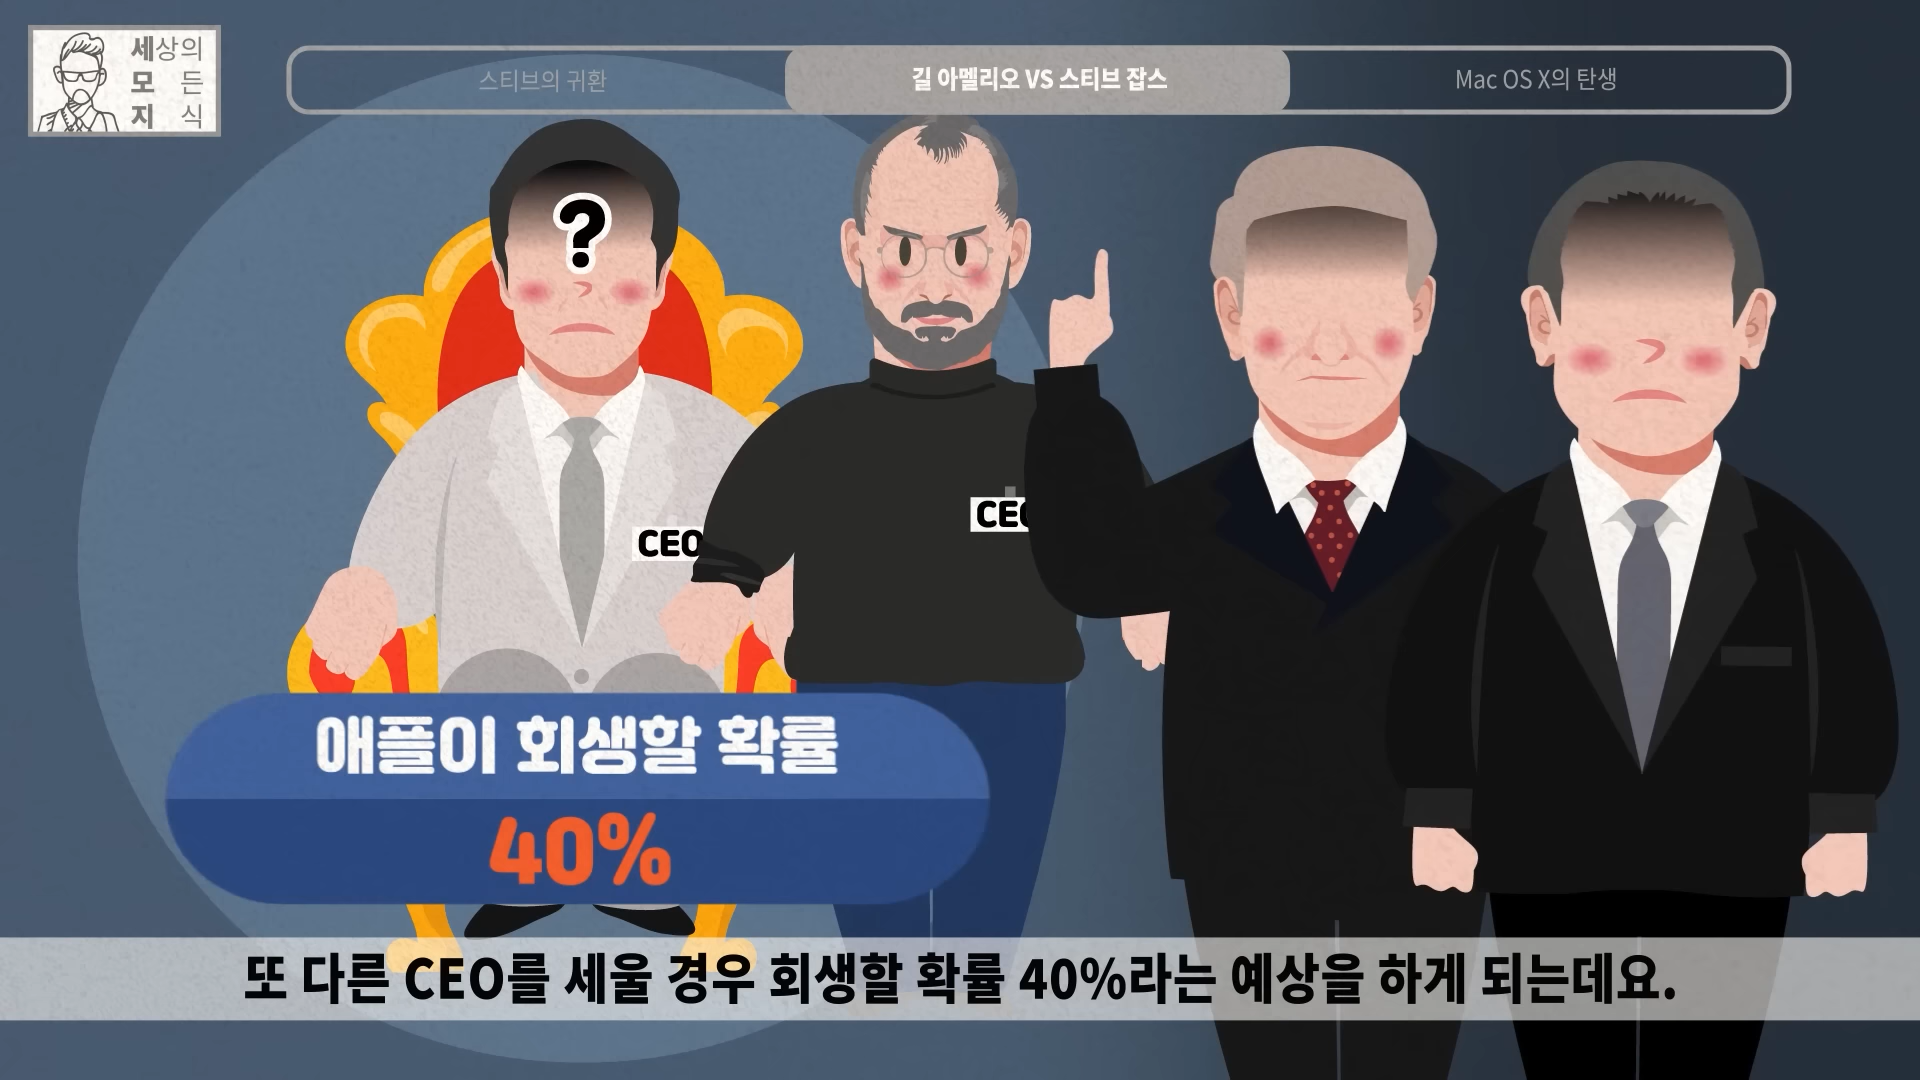 세상의
모 든
지 식
스티브의 귀환
길 아멜리오 VS 스티브 잡스
Mac OS X의 탄생
?
CEO
CEO
애플이 회생할 확률
40%
또 다른 CEO를 세울 경우 회생할 확률 40%라는 예상을 하게 되는데요.